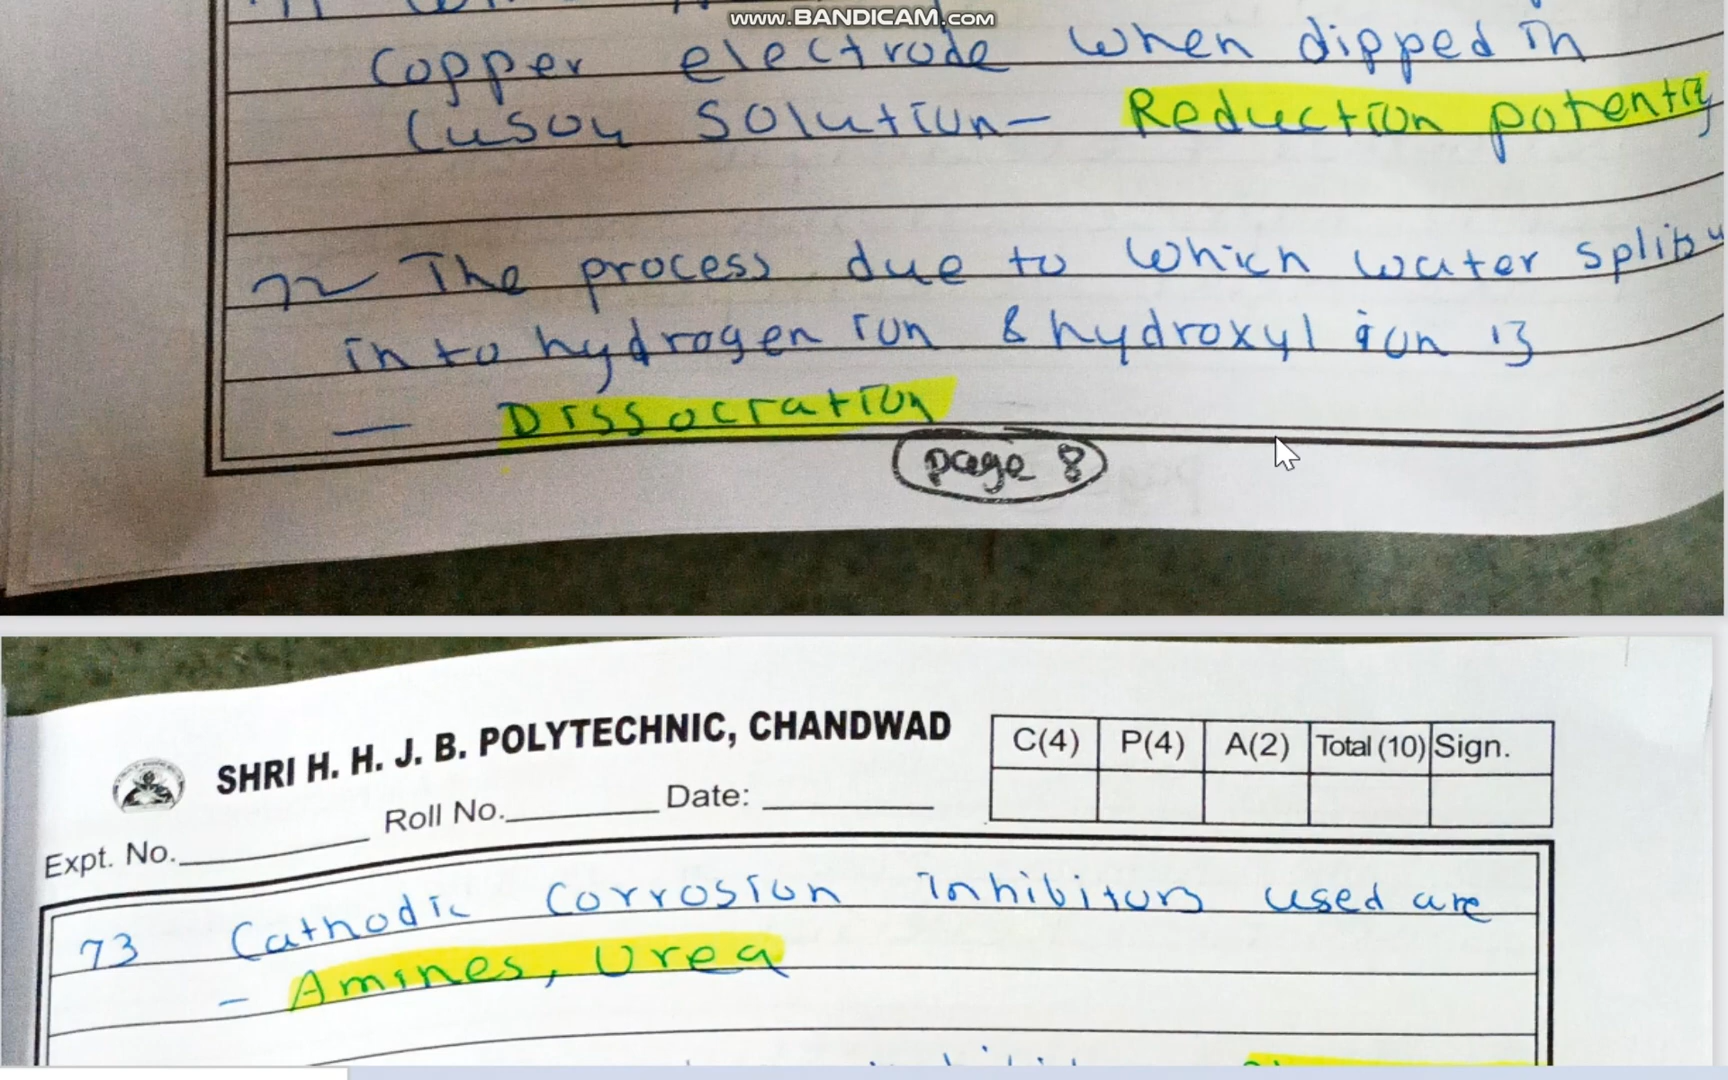 www.BANDICAM.com
Copper electrode when dipped in
CuSO4 solution - Reduction potential
72 The process due to which water splits
into hydrogen ion & hydroxyl ion is
— Dissociation
page 8
SHRI H. H. J. B. POLYTECHNIC, CHANDWAD
C(4) P(4) A(2) Total (10) Sign.
Expt. No. Roll No. Date:
73 Cathodic Corrosion inhibitors used are
- Amines, Urea